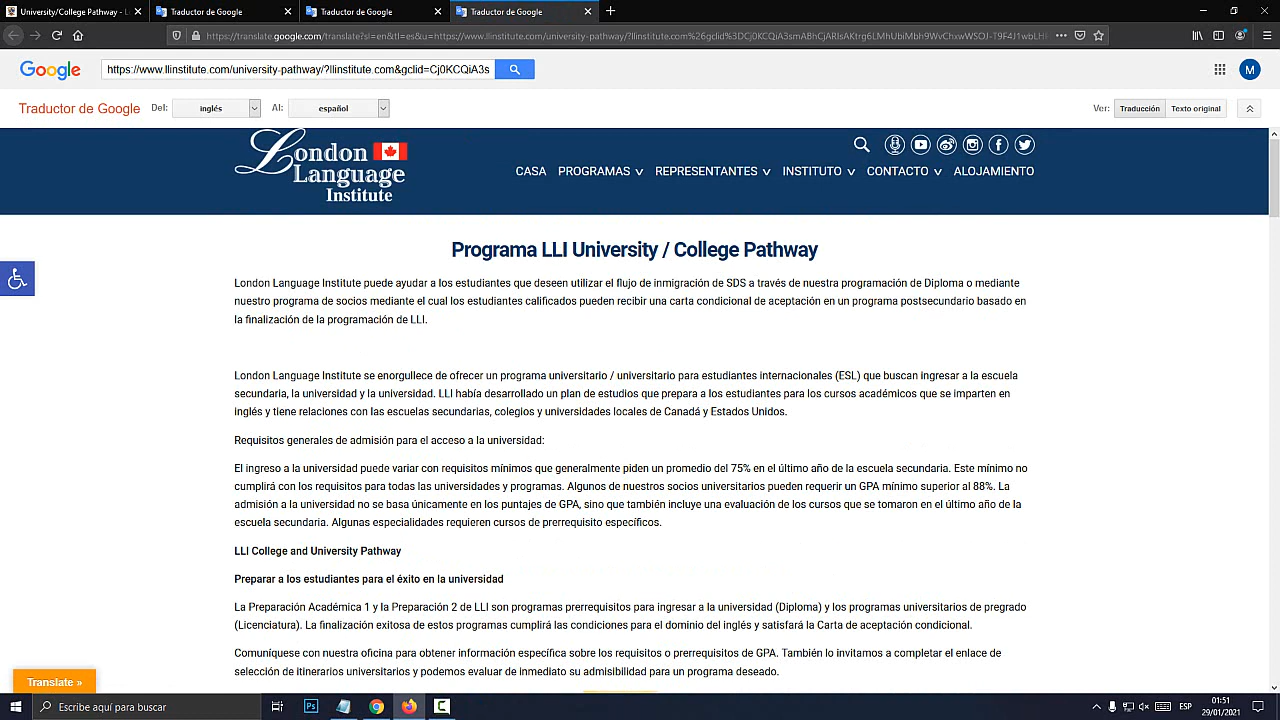 University/College Pathway - L
Traductor de Google
Traductor de Google
Traductor de Google
https://translate.google.com/translate?sl=en&tl=es&u=https://www.llinstitute.com/university-pathway/?llinstitute.com%26gclid%3DCj0KCQiA3smABhCjARIsAKtrg6LMhUbiMbh9WvChxwWSOJ-T9F4J1wbLHF
Google
https://www.llinstitute.com/university-pathway/?llinstitute.com&gclid=Cj0KCQiA3s
M
Traductor de Google
Del:
inglés
Al:
español
Ver:
Traducción
Texto original
London
Language
Institute
CASA
PROGRAMAS
REPRESENTANTES
INSTITUTO
CONTACTO
ALOJAMIENTO
Programa LLI University / College Pathway
London Language Institute puede ayudar a los estudiantes que deseen utilizar el flujo de inmigración de SDS a través de nuestra programación de Diploma o mediante
nuestro programa de socios mediante el cual los estudiantes calificados pueden recibir una carta condicional de aceptación en un programa postsecundario basado en
la finalización de la programación de LLI.
London Language Institute se enorgullece de ofrecer un programa universitario / universitario para estudiantes internacionales (ESL) que buscan ingresar a la escuela
secundaria, la universidad y la universidad. LLI había desarrollado un plan de estudios que prepara a los estudiantes para los cursos académicos que se imparten en
inglés y tiene relaciones con las escuelas secundarias, colegios y universidades locales de Canadá y Estados Unidos.
Requisitos generales de admisión para el acceso a la universidad:
El ingreso a la universidad puede variar con requisitos mínimos que generalmente piden un promedio del 75% en el último año de la escuela secundaria. Este mínimo no
cumplirá con los requisitos para todas las universidades y programas. Algunos de nuestros socios universitarios pueden requerir un GPA mínimo superior al 88%. La
admisión a la universidad no se basa únicamente en los puntajes de GPA, sino que también incluye una evaluación de los cursos que se tomaron en el último año de la
escuela secundaria. Algunas especialidades requieren cursos de prerrequisito específicos.
LLI College and University Pathway
Preparar a los estudiantes para el éxito en la universidad
La Preparación Académica 1 y la Preparación 2 de LLI son programas prerrequisitos para ingresar a la universidad (Diploma) y los programas universitarios de pregrado
(Licenciatura). La finalización exitosa de estos programas cumplirá las condiciones para el dominio del inglés y satisfará la Carta de aceptación condicional.
Comuníquese con nuestra oficina para obtener información específica sobre los requisitos o prerrequisitos de GPA. También lo invitamos a completar el enlace de
selección de itinerarios universitarios y podemos evaluar de inmediato su admisibilidad para un programa deseado.
Translate »
Escribe aquí para buscar
Ps
ESP
01:51
29/01/2021